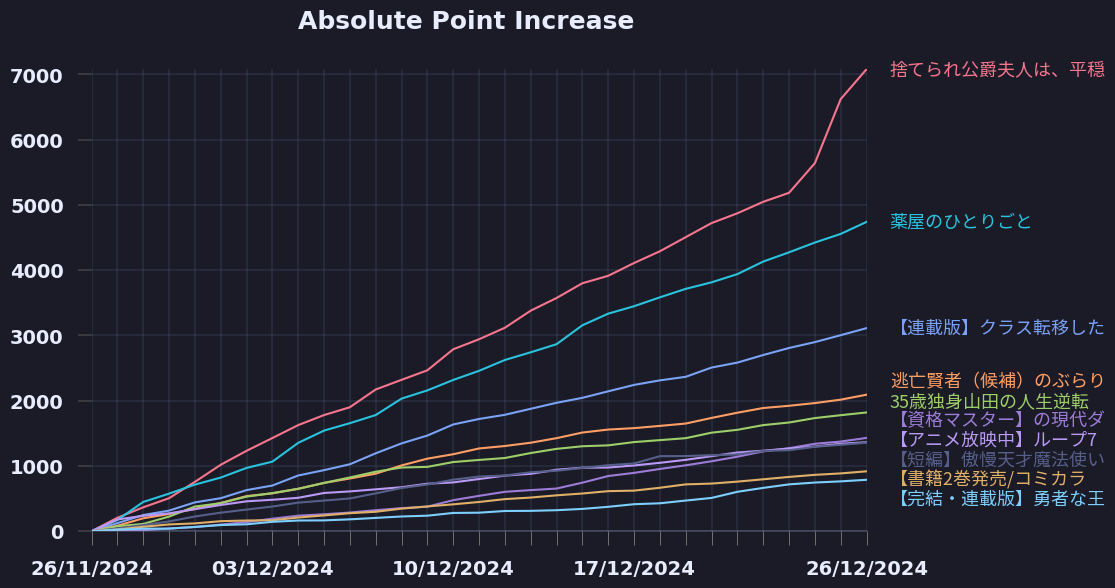 Absolute Point Increase
7000
6000
5000
4000
3000
2000
1000
0
捨てられ公爵夫人は、平穏
薬屋のひとりごと
【連載版】クラス転移した
逃亡賢者（候補）のぶらり
35歳独身山田の人生逆転
【資格マスター】の現代ダ
【アニメ放映中】ループ7
【短編】傲慢天才魔法使い
【書籍2巻発売/コミカラ
【完結・連載版】勇者な王
26/11/2024
03/12/2024
10/12/2024
17/12/2024
26/12/2024